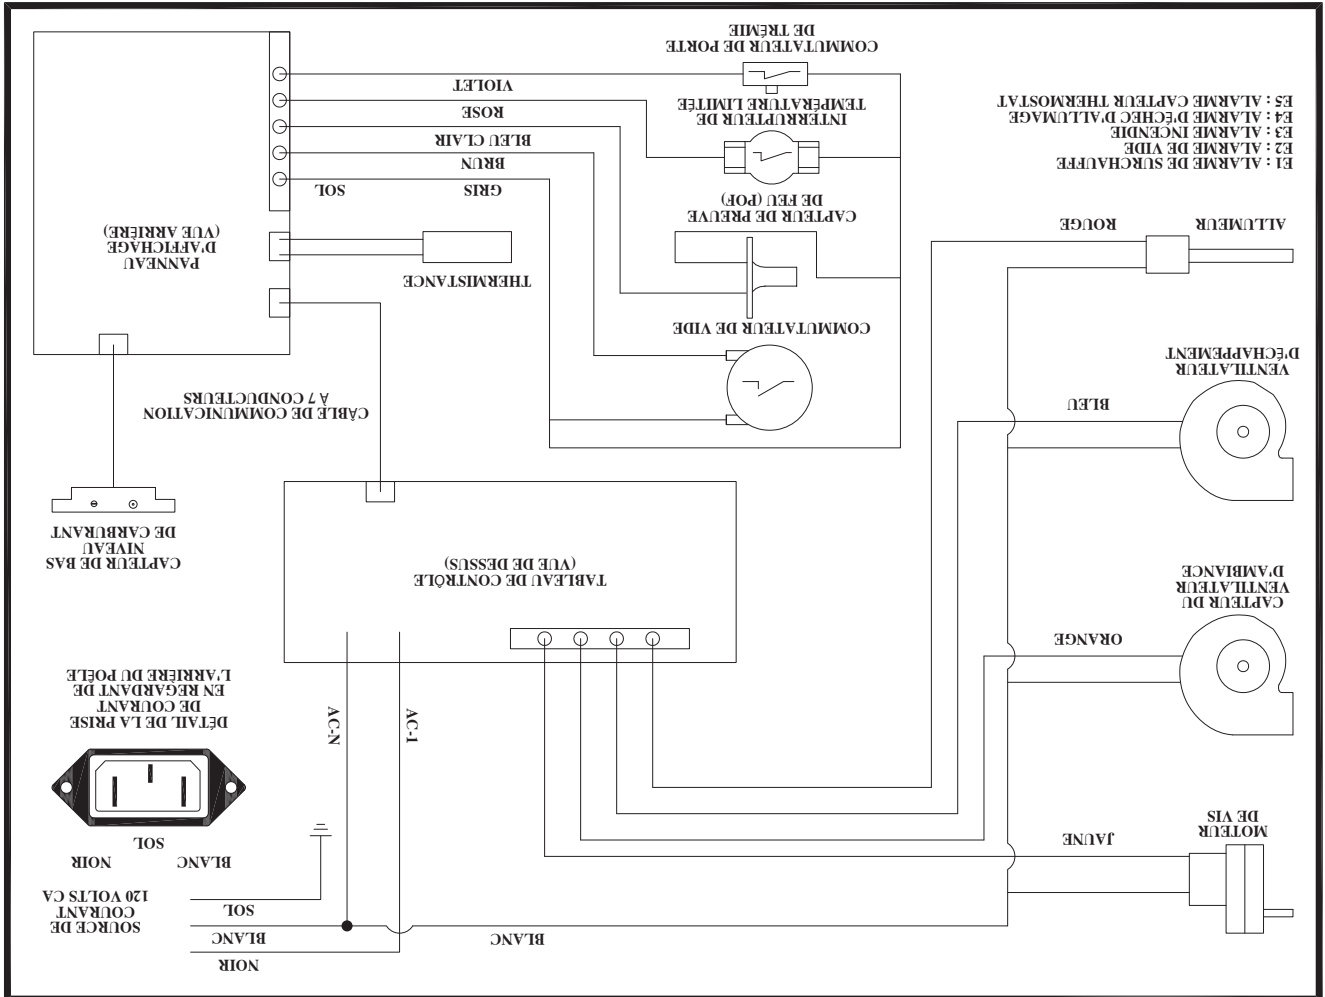 NOIR
BLANC
BLANC
SOL
SOURCE DE
COURANT
120 VOLTS CA
BLANC
NOIR
SOL
MOTEUR
DE VIS
JAUNE
AC-1
AC-N
DÉTAIL DE LA PRISE
DE COURANT
EN REGARDANT DE
L'ARRIÈRE DU POÊLE
CAPTEUR DU
VENTILATEUR
D'AMBIANCE
ORANGE
TABLEAU DE CONTRÔLE
(VUE DE DESSUS)
CAPTEUR DE BAS
NIVEAU
DE CARBURANT
VENTILATEUR
D'ÉCHAPPEMENT
BLEU
CÂBLE DE COMMUNICATION
À 7 CONDUCTEURS
COMMUTATEUR DE VIDE
THERMISTANCE
PANNEAU
D'AFFICHAGE
(VUE ARRIÈRE)
ALLUMEUR
ROUGE
CAPTEUR DE PREUVE
DE FEU (POF)
GRIS
SOL
BRUN
BLEU CLAIR
ROSE
VIOLET
E1 : ALARME DE SURCHAUFFE
E2 : ALARME DE VIDE
E3 : ALARME INCENDIE
E4 : ALARME D'ÉCHEC D'ALLUMAGE
E5 : ALARME CAPTEUR THERMOSTAT
INTERRUPTEUR DE
TEMPÉRATURE LIMITÉE
COMMUTATEUR DE PORTE
DE TRÉMIE